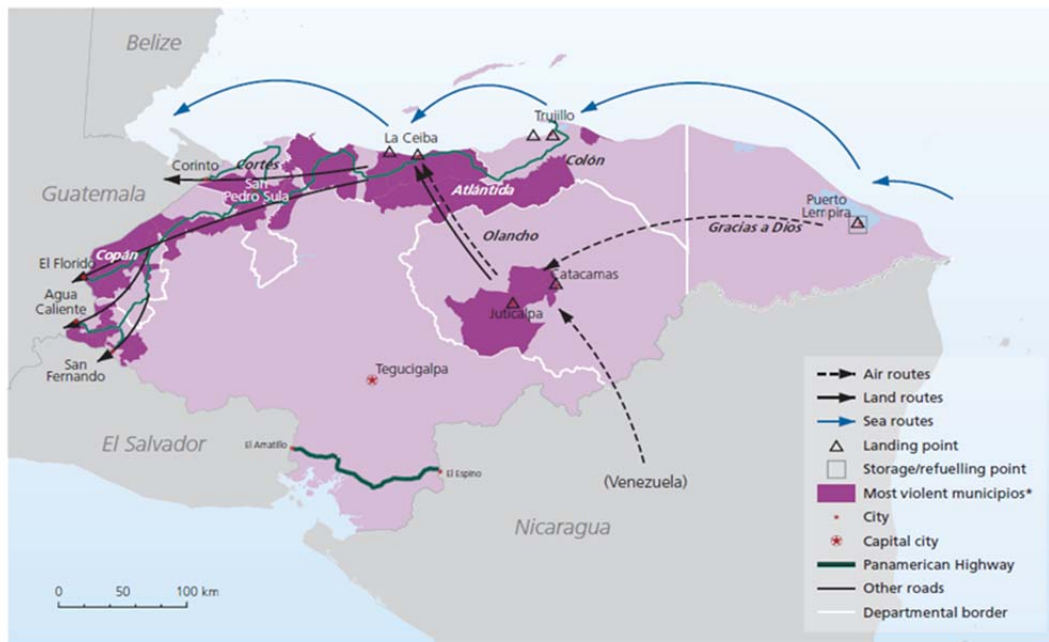 Belize
Trujillo
La Ceiba
Corinto
Cortés
Colón
Guatemala
San
Pedro Sula
Atlántida
Puerto
Lempira
Olancho
Gracias a Dios
Copán
El Florido
Catacamas
Agua
Caliente
Juticalpa
San
Fernando
Tegucigalpa
El Salvador
El Amatillo
El Espino
(Venezuela)
Nicaragua
0 50 100 km
Air routes
Land routes
Sea routes
Landing point
Storage/refuelling point
Most violent municipios*
City
Capital city
Panamerican Highway
Other roads
Departmental border